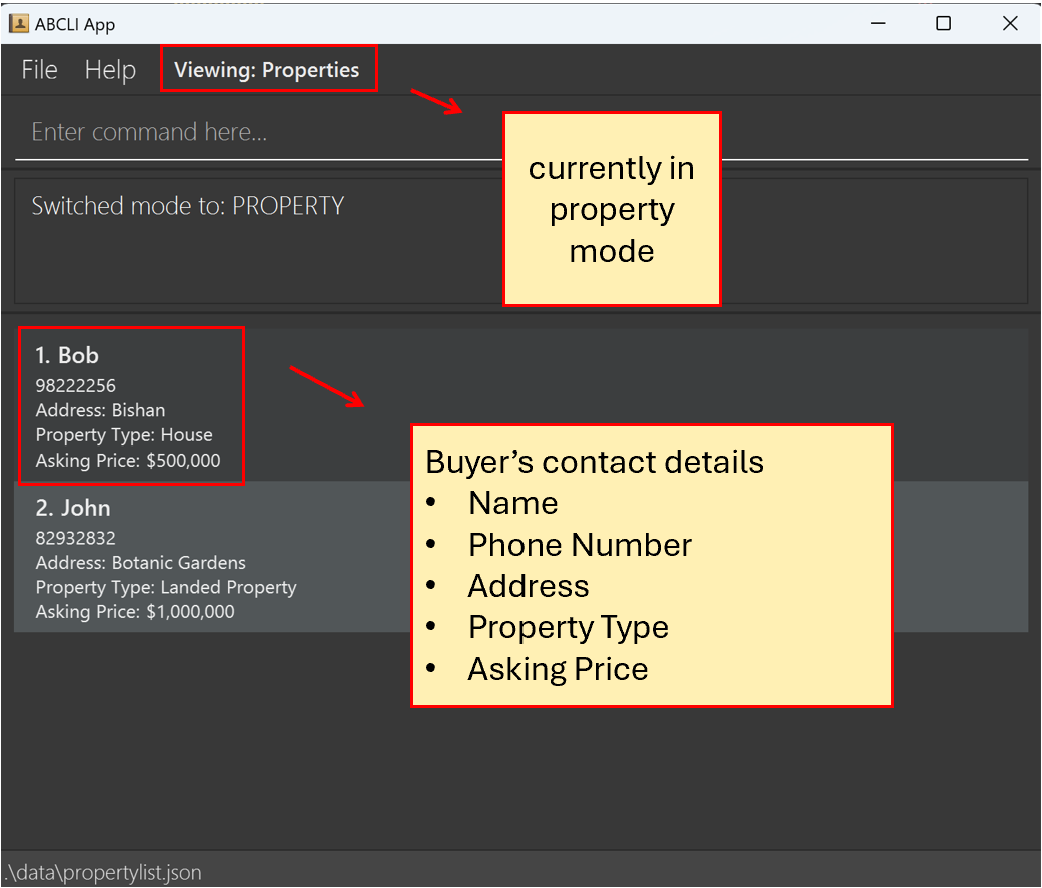 ABCLI App
File Help Viewing: Properties
Enter command here...
currently in
property
mode
Switched mode to: PROPERTY
1. Bob
98222256
Address: Bishan
Property Type: House
Asking Price: $500,000
Buyer’s contact details
• Name
• Phone Number
• Address
• Property Type
• Asking Price
2. John
82932832
Address: Botanic Gardens
Property Type: Landed Property
Asking Price: $1,000,000
.\data\propertylist.json